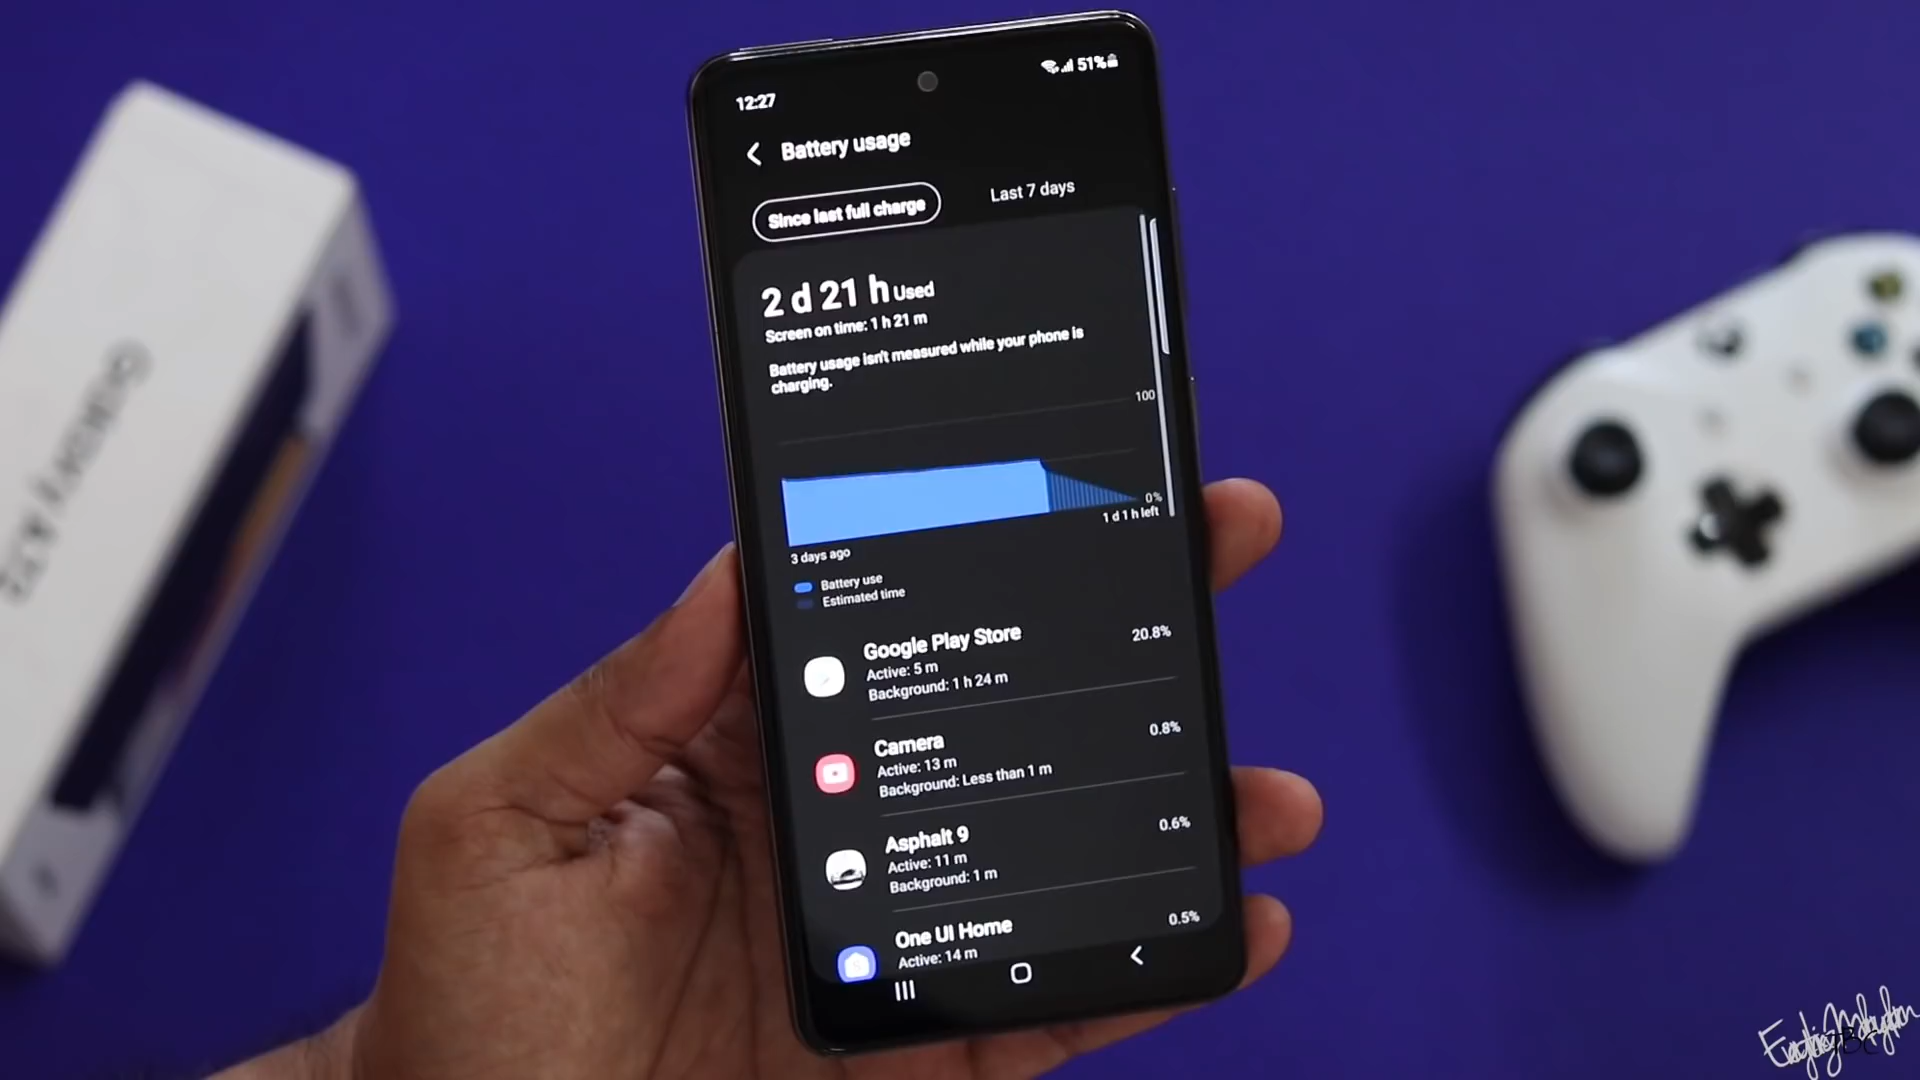 12:27
51%
Battery usage
Since last full charge
Last 7 days
2 d 21 h Used
Screen on time: 1 h 21 m
Battery usage isn't measured while your phone is
charging.
100
0%
1 d 1 h left
3 days ago
Battery use
Estimated time
Google Play Store
20.8%
Active: 5 m
Background: 1 h 24 m
Camera
0.8%
Active: 13 m
Background: Less than 1 m
Asphalt 9
0.6%
Active: 11 m
Background: 1 m
One UI Home
0.5%
Active: 14 m
Galaxy A72